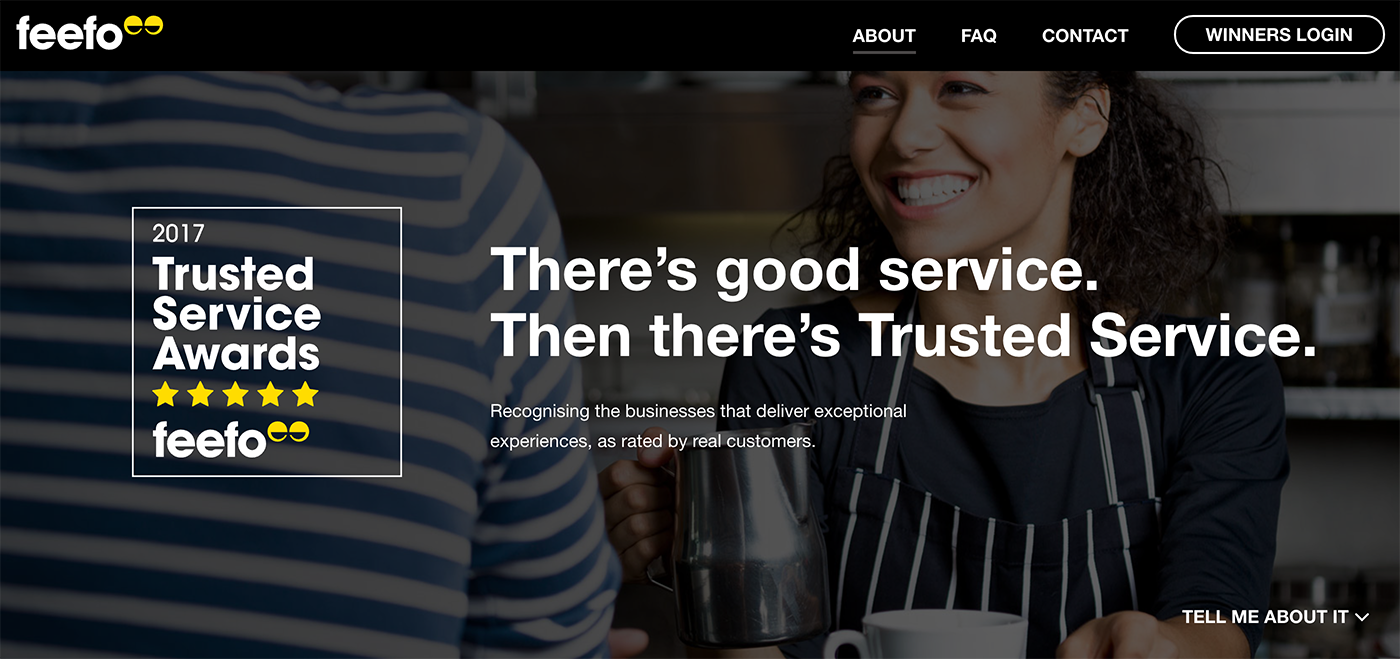 feefo
ABOUT
FAQ
CONTACT
WINNERS LOGIN
2017
Trusted
Service
Awards
feefo
There’s good service.
Then there’s Trusted Service.
Recognising the businesses that deliver exceptional
experiences, as rated by real customers.
TELL ME ABOUT IT